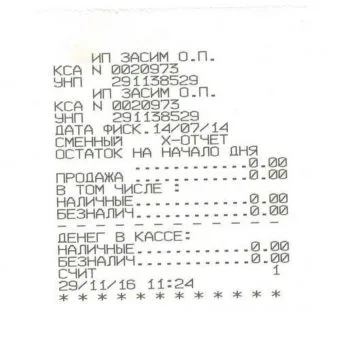 ИП ЗАСИМ О.П.
КСА N 0020973
УНП 291138529
ИП ЗАСИМ О.П.
КСА N 0020973
УНП 291138529
ДАТА ФИСК.14/07/14
СМЕННЫЙ X-ОТЧЕТ
ОСТАТОК НА НАЧАЛО ДНЯ
..............0.00
ПРОДАЖА ..............0.00
В ТОМ ЧИСЛЕ :
НАЛИЧНЫЕ..............0.00
БЕЗНАЛИЧ..............0.00
- - - - - - - - - - - -
ДЕНЕГ В КАССЕ:
НАЛИЧНЫЕ..............0.00
БЕЗНАЛИЧ..............0.00
СЧИТ 1
29/11/16 11:24
* * * * * * * * * * * *